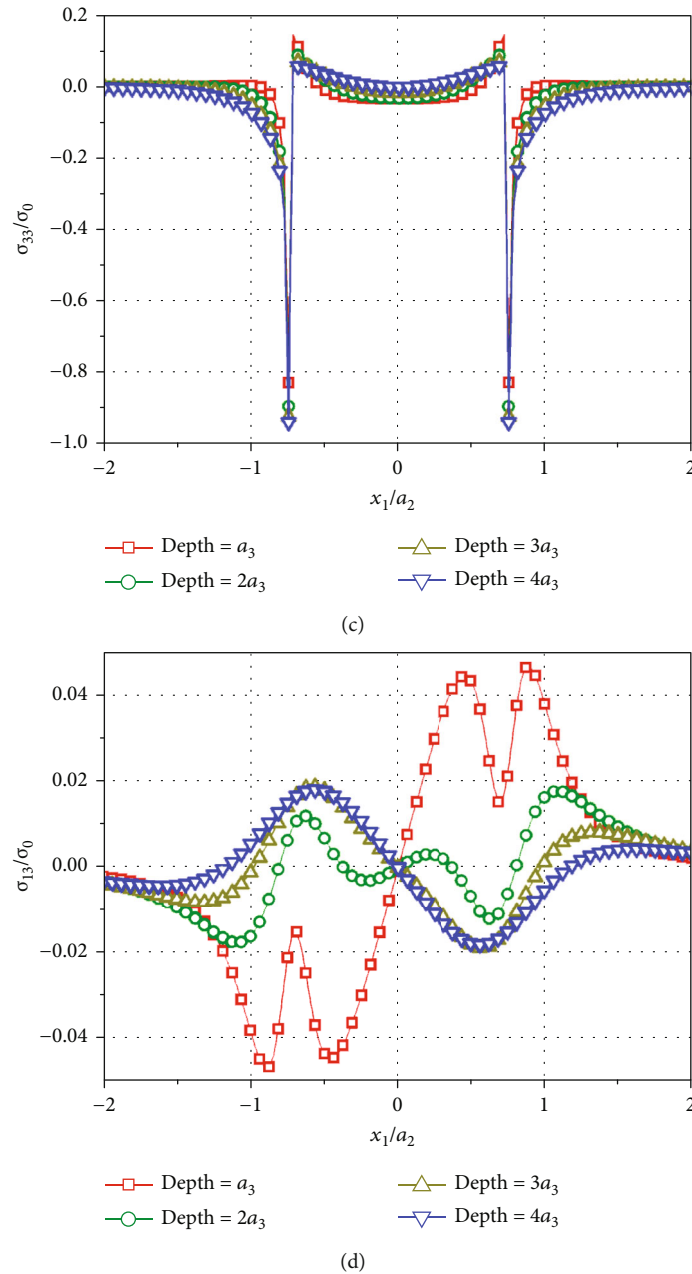 0.2
0.0
−0.2
−0.4
−0.6
−0.8
−1.0
σ33/σ0
−2 −1 0 1 2
x1/a2
Depth = a3 Depth = 3a3
Depth = 2a3 Depth = 4a3
(c)
0.04
0.02
0.00
−0.02
−0.04
σ13/σ0
−2 −1 0 1 2
x1/a2
Depth = a3 Depth = 3a3
Depth = 2a3 Depth = 4a3
(d)